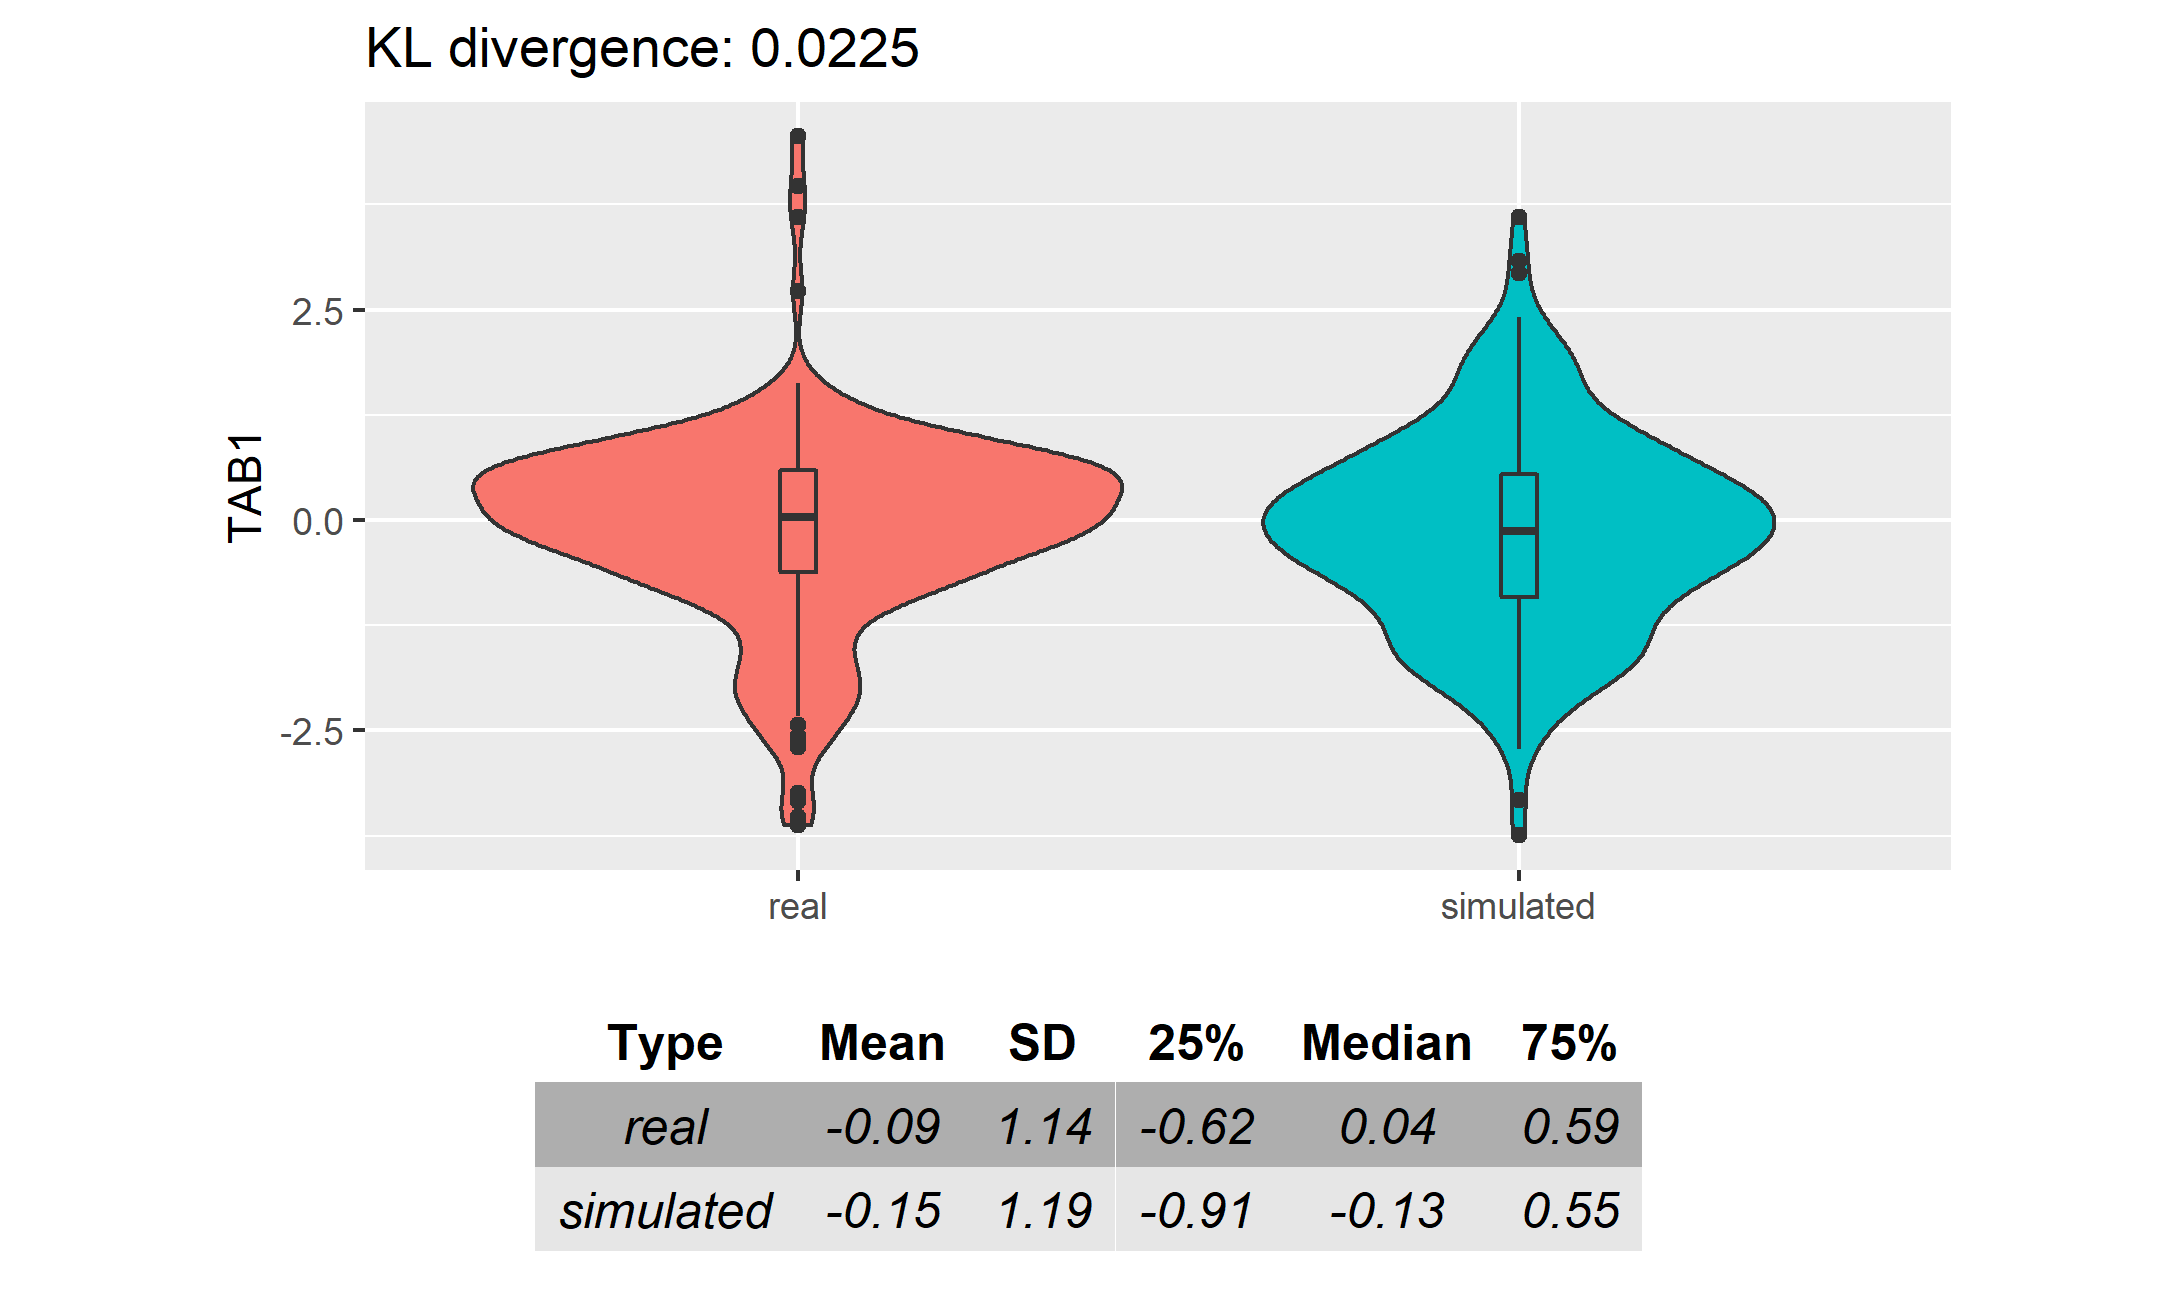 KL divergence: 0.0225
TAB1
2.5
0.0
-2.5
real simulated
Type Mean SD 25% Median 75%
real -0.09 1.14 -0.62 0.04 0.59
simulated -0.15 1.19 -0.91 -0.13 0.55